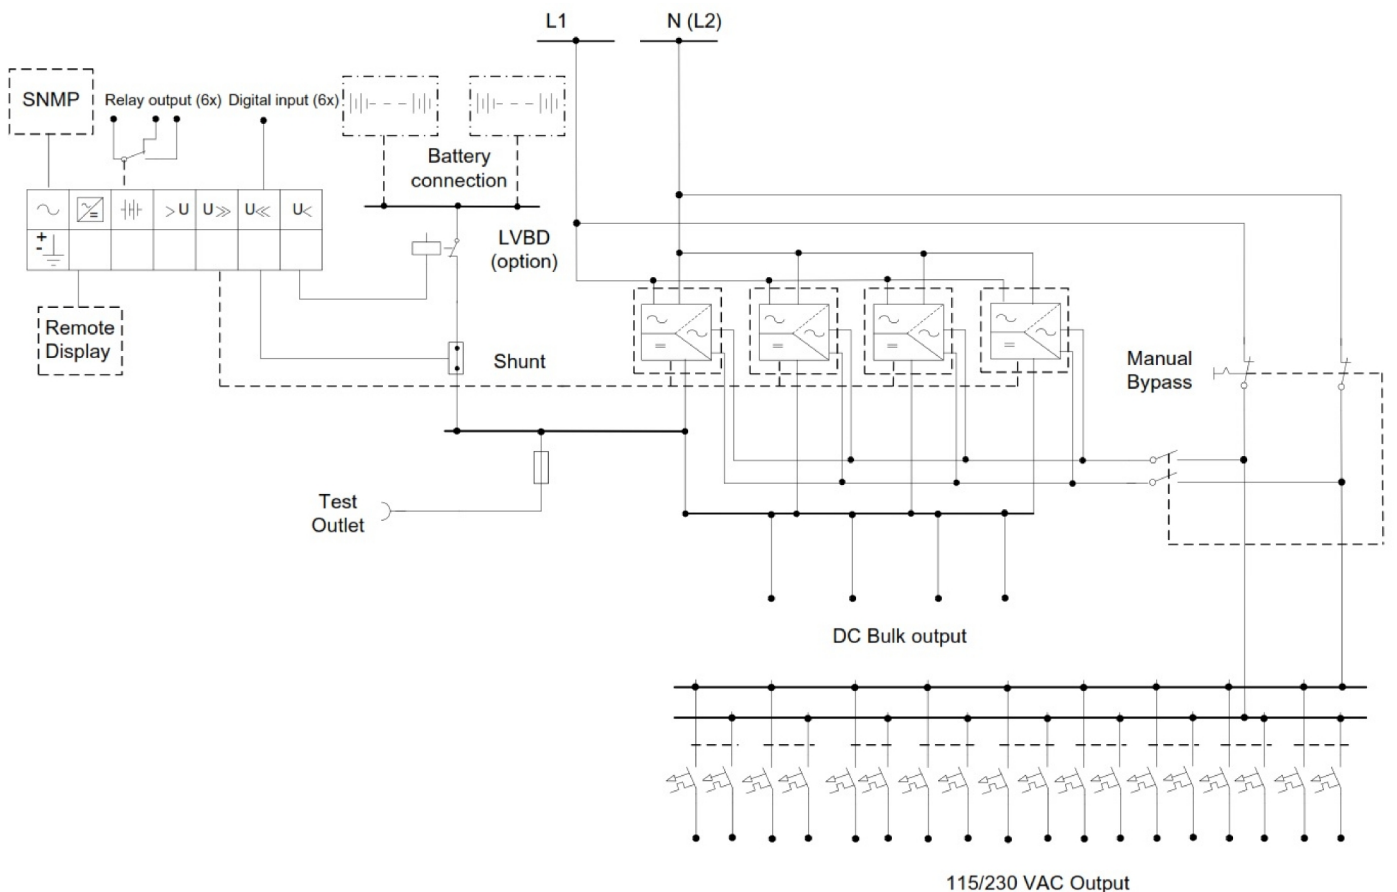 L1
N (L2)
SNMP
Relay output (6x)
Digital input (6x)
Battery
connection
>U
U>>
U<<
U<
+
-
LVBD
(option)
Remote
Display
Shunt
Manual
Bypass
Test
Outlet
DC Bulk output
115/230 VAC Output